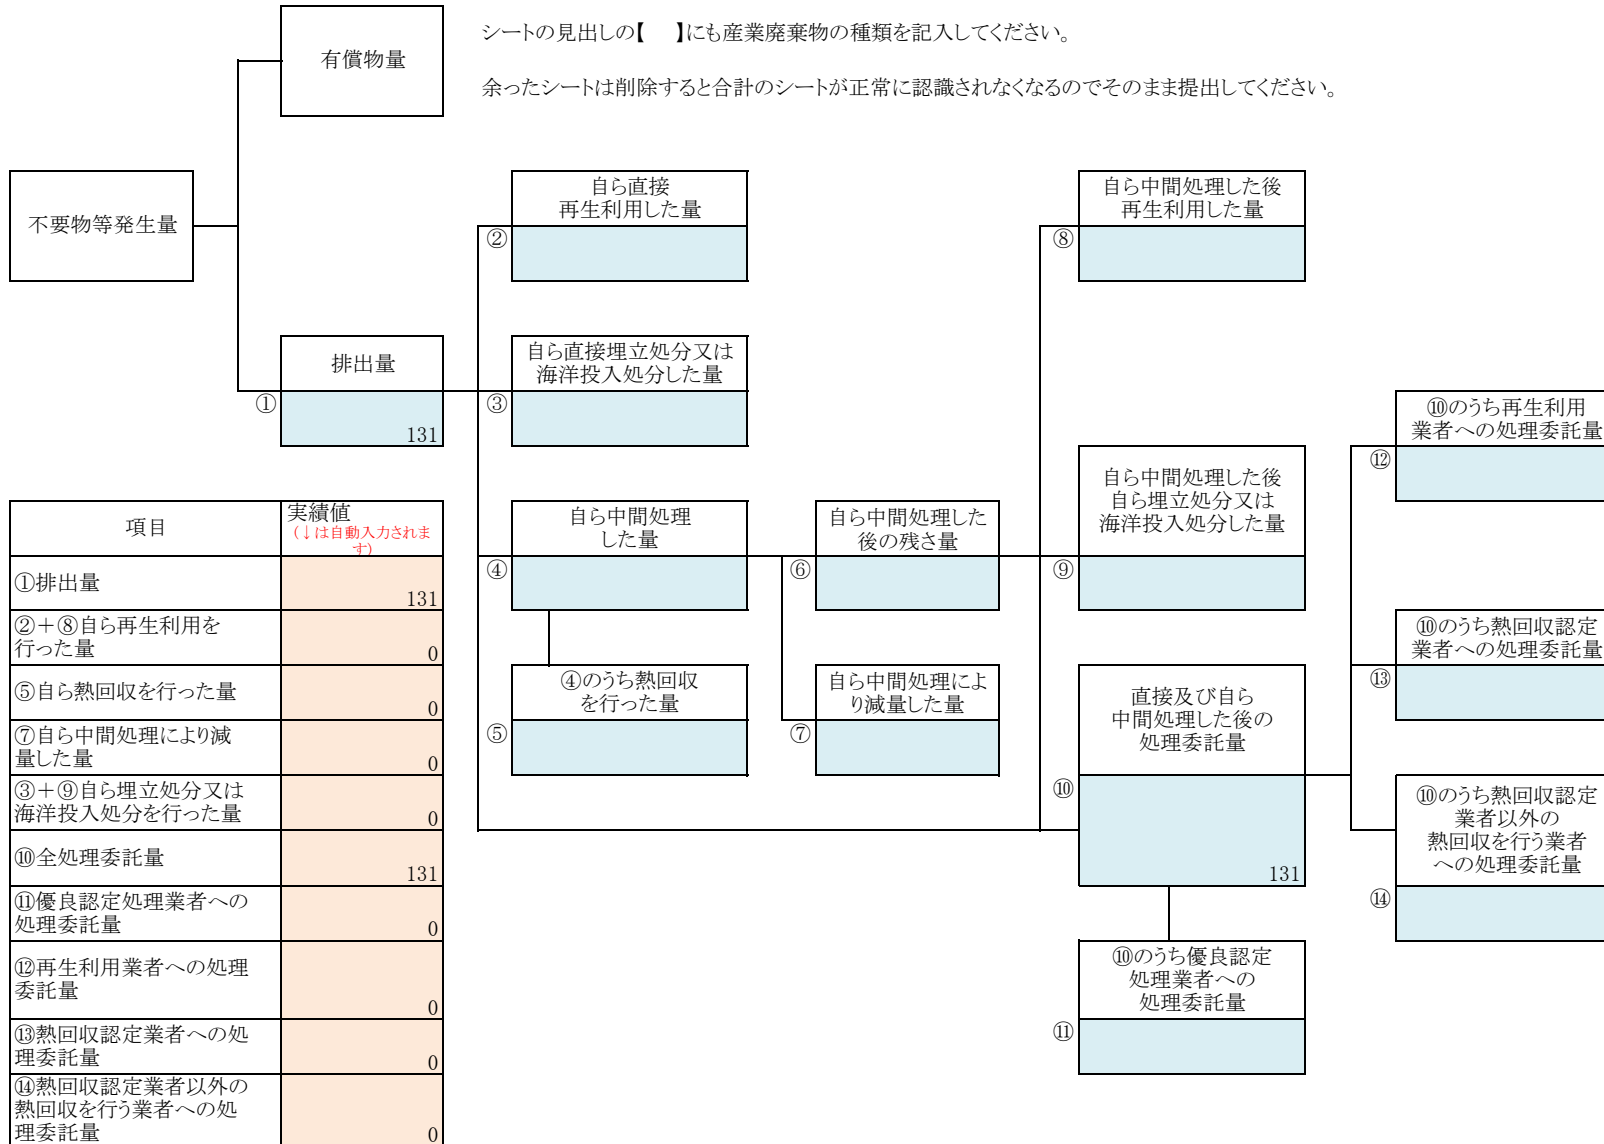 シートの見出しの【　】にも産業廃棄物の種類を記入してください。
余ったシートは削除すると合計のシートが正常に認識されなくなるのでそのまま提出してください。
有償物量
不要物等発生量
自ら直接
再生利用した量
②
自ら中間処理した後
再生利用した量
⑧
排出量
①
131
自ら直接埋立処分又は
海洋投入処分した量
③
⑩のうち再生利用
業者への処理委託量
⑫
自ら中間処理
した量
④
自ら中間処理した
後の残さ量
⑥
自ら中間処理した後
自ら埋立処分又は
海洋投入処分した量
⑨
⑩のうち熱回収認定
業者への処理委託量
⑬
④のうち熱回収
を行った量
⑤
自ら中間処理によ
り減量した量
⑦
直接及び自ら
中間処理した後の
処理委託量
⑩
131
⑩のうち熱回収認定
業者以外の
熱回収を行う業者
への処理委託量
⑭
⑩のうち優良認定
処理業者への
処理委託量
⑪
項目
実績値
(↓は自動入力されま
す)
①排出量
131
②＋⑧自ら再生利用を
行った量
0
⑤自ら熱回収を行った量
0
⑦自ら中間処理により減
量した量
0
③＋⑨自ら埋立処分又は
海洋投入処分を行った量
0
⑩全処理委託量
131
⑪優良認定処理業者への
処理委託量
0
⑫再生利用業者への処理
委託量
0
⑬熱回収認定業者への処
理委託量
0
⑭熱回収認定業者以外の
熱回収を行う業者への処
理委託量
0